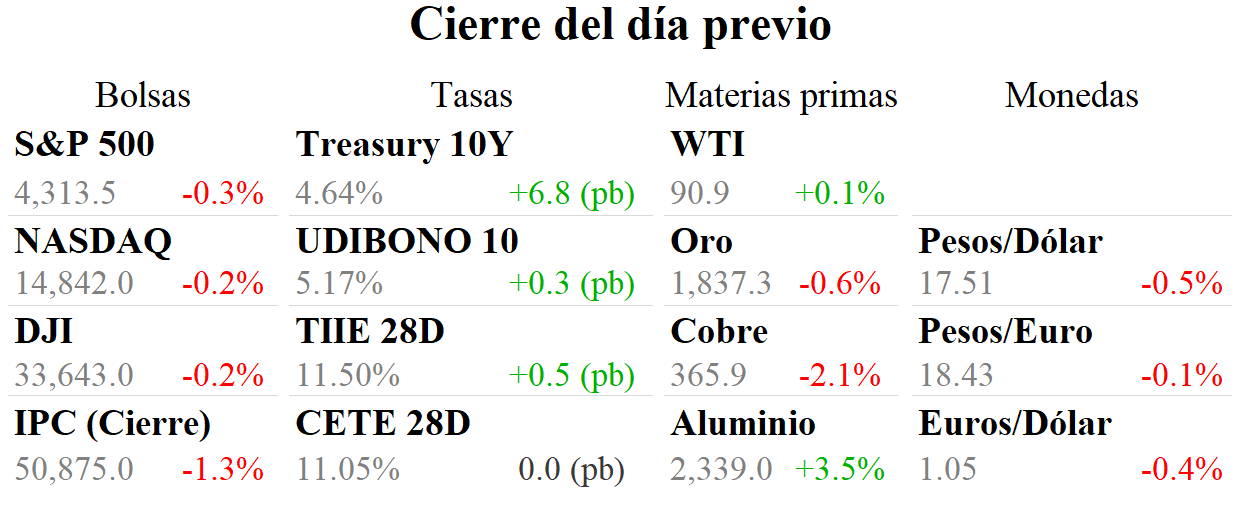 Cierre del día previo
Bolsas Tasas Materias primas Monedas
S&P 500 Treasury 10Y WTI
4,313.5 -0.3% 4.64% +6.8 (pb) 90.9 +0.1%
NASDAQ UDIBONO 10 Oro Pesos/Dólar
14,842.0 -0.2% 5.17% +0.3 (pb) 1,837.3 -0.6% 17.51 -0.5%
DJI TIIE 28D Cobre Pesos/Euro
33,643.0 -0.2% 11.50% +0.5 (pb) 365.9 -2.1% 18.43 -0.1%
IPC (Cierre) CETE 28D Aluminio Euros/Dólar
50,875.0 -1.3% 11.05% 0.0 (pb) 2,339.0 +3.5% 1.05 -0.4%